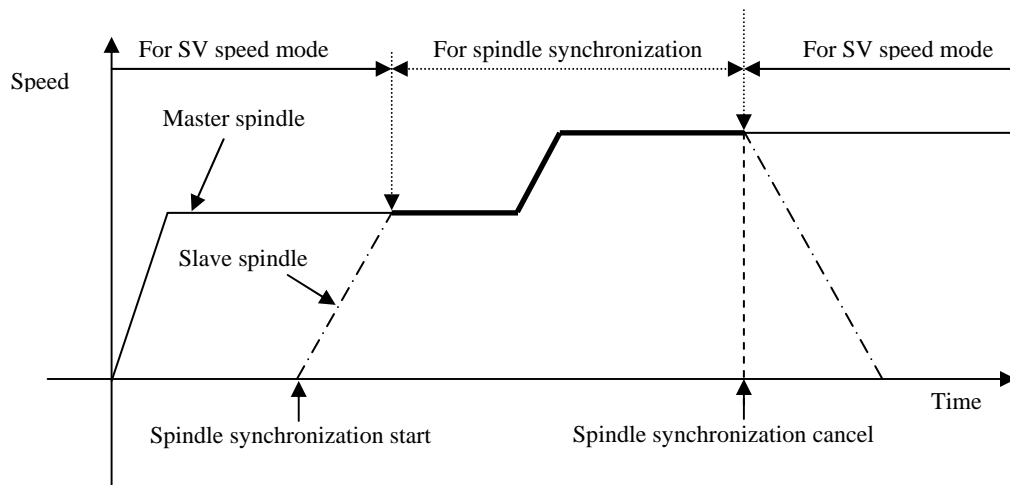 For SV speed mode
For spindle synchronization
For SV speed mode
Speed
Master spindle
Slave spindle
Time
Spindle synchronization start
Spindle synchronization cancel